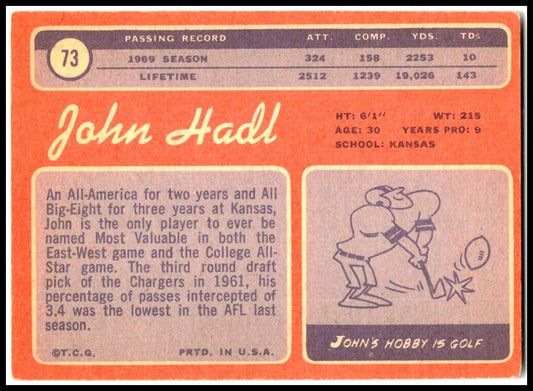 73
PASSING RECORD ATT. COMP. YDS. TDs
1969 SEASON 324 158 2253 10
LIFETIME 2512 1239 19,026 143
John Hadl
HT: 6'1" WT: 215
AGE: 30 YEARS PRO: 9
SCHOOL: KANSAS
An All-America for two years and All
Big-Eight for three years at Kansas,
John is the only player to ever be
named Most Valuable in both the
East-West game and the College All-
Star game. The third round draft
pick of the Chargers in 1961, his
percentage of passes intercepted of
3.4 was the lowest in the AFL last
season.
©T.C.G. PRTD. IN U.S.A.
JOHN'S HOBBY IS GOLF